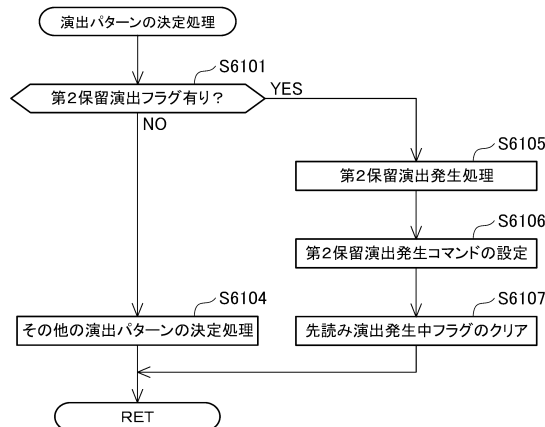 演出パターンの決定処理
S6101
第2保留演出フラグ有り？
YES
NO
S6105
第2保留演出発生処理
S6106
第2保留演出発生コマンドの設定
S6104
その他の演出パターンの決定処理
S6107
先読み演出発生中フラグのクリア
RET